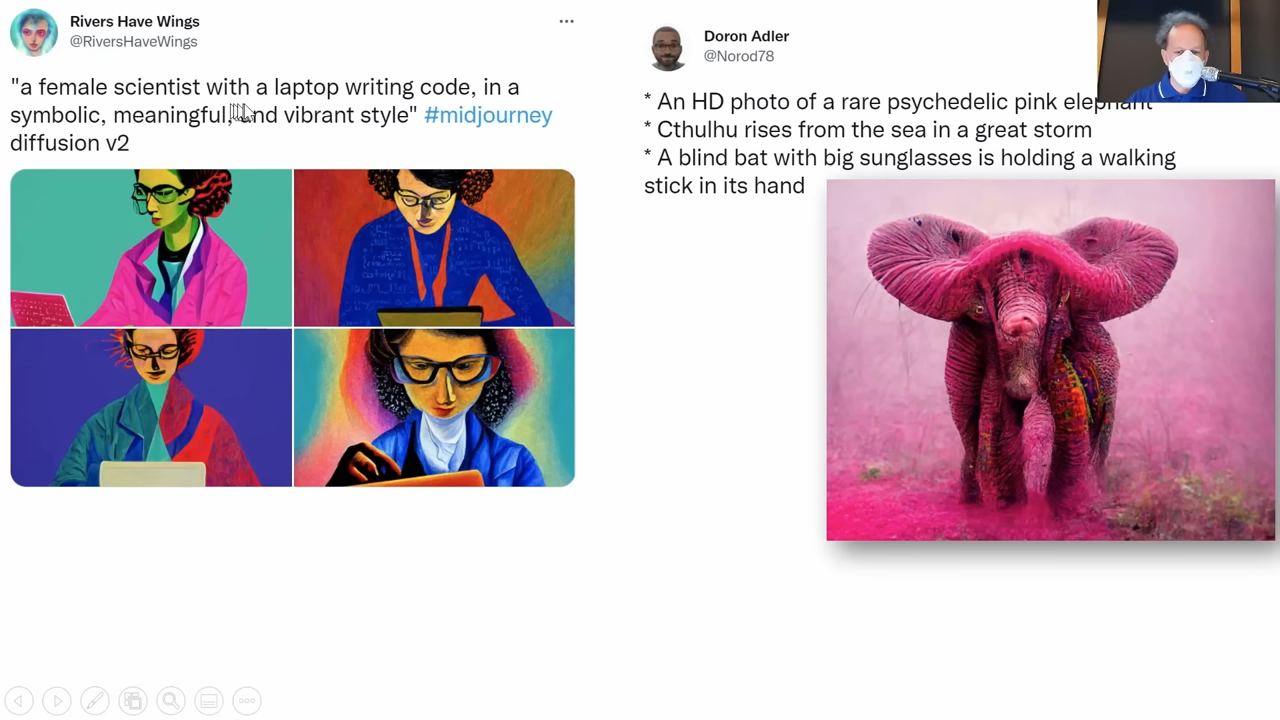 Rivers Have Wings
@RiversHaveWings
"a female scientist with a laptop writing code, in a
symbolic, meaningful, and vibrant style" #midjourney
diffusion v2
Doron Adler
@Norod78
* An HD photo of a rare psychedelic pink elephant
* Cthulhu rises from the sea in a great storm
* A blind bat with big sunglasses is holding a walking
stick in its hand